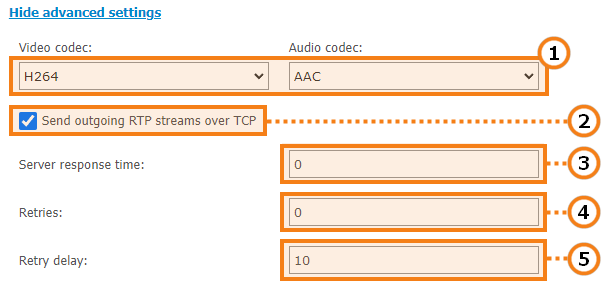 Hide advanced settings
Video codec: Audio codec: 1
H264 AAC
Send outgoing RTP streams over TCP 2
Server response time: 0 3
Retries: 0 4
Retry delay: 10 5